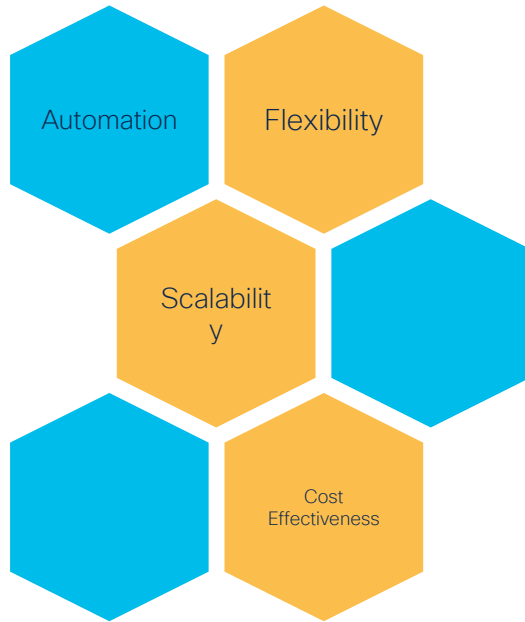 Automation
Flexibility
Scalabilit
y
Cost
Effectiveness